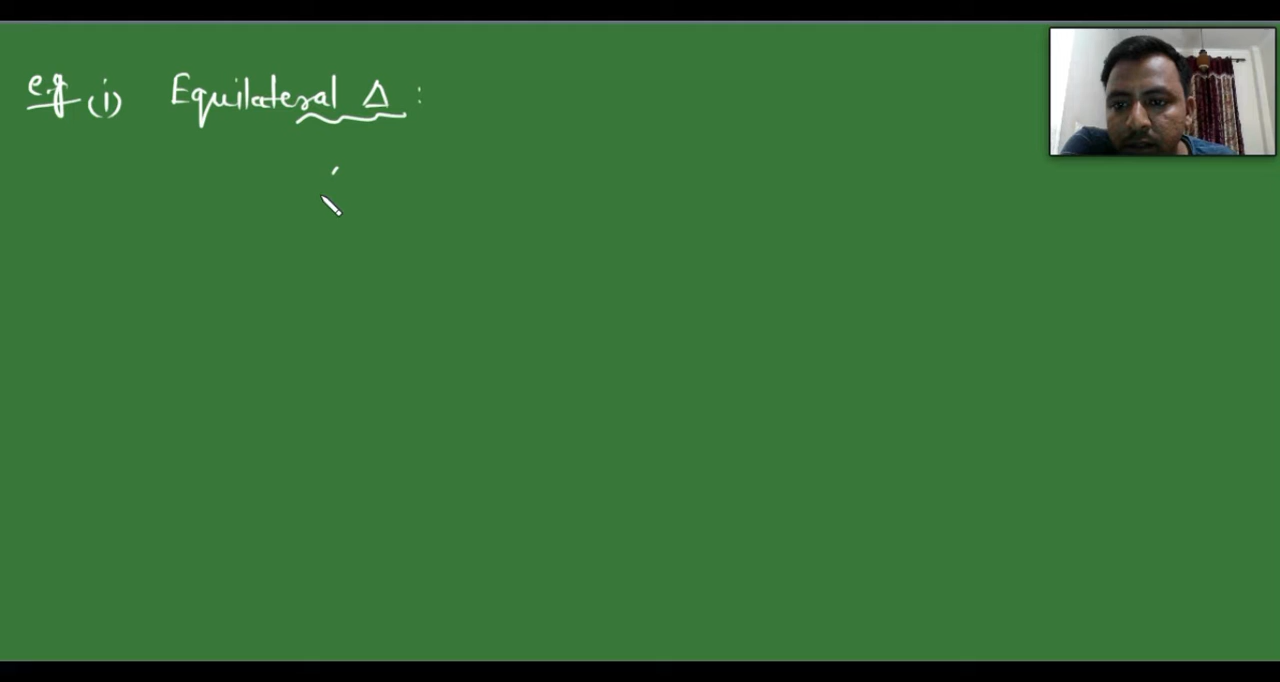 e.g (i) Equilateral Δ :